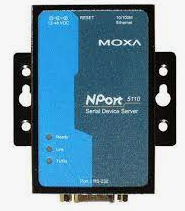 RESET
10/100M
12-48 VDC
Ethernet
MOXA
NPort 5110
Serial Device Server
Ready
Link
Tx/Rx
Port 1 RS-232